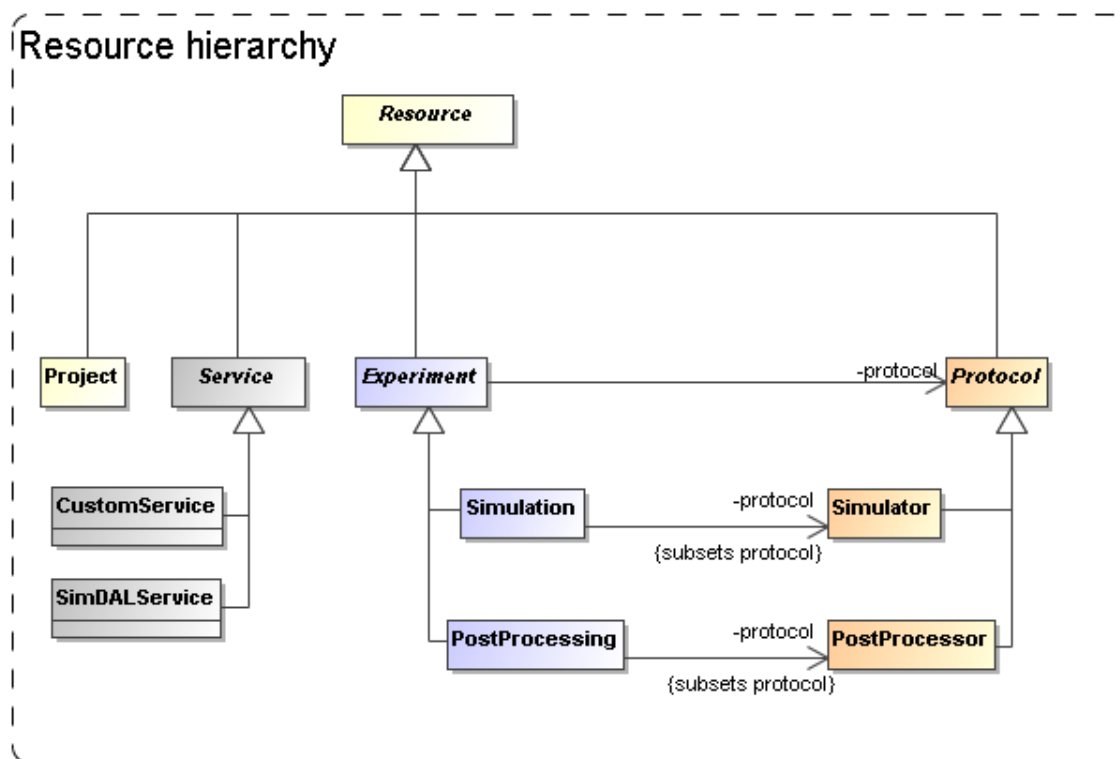 Resource hierarchy
Resource
Project
Service
Experiment
-protocol
Protocol
CustomService
Simulation
-protocol
Simulator
{subsets protocol}
SimDALService
PostProcessing
-protocol
PostProcessor
{subsets protocol}